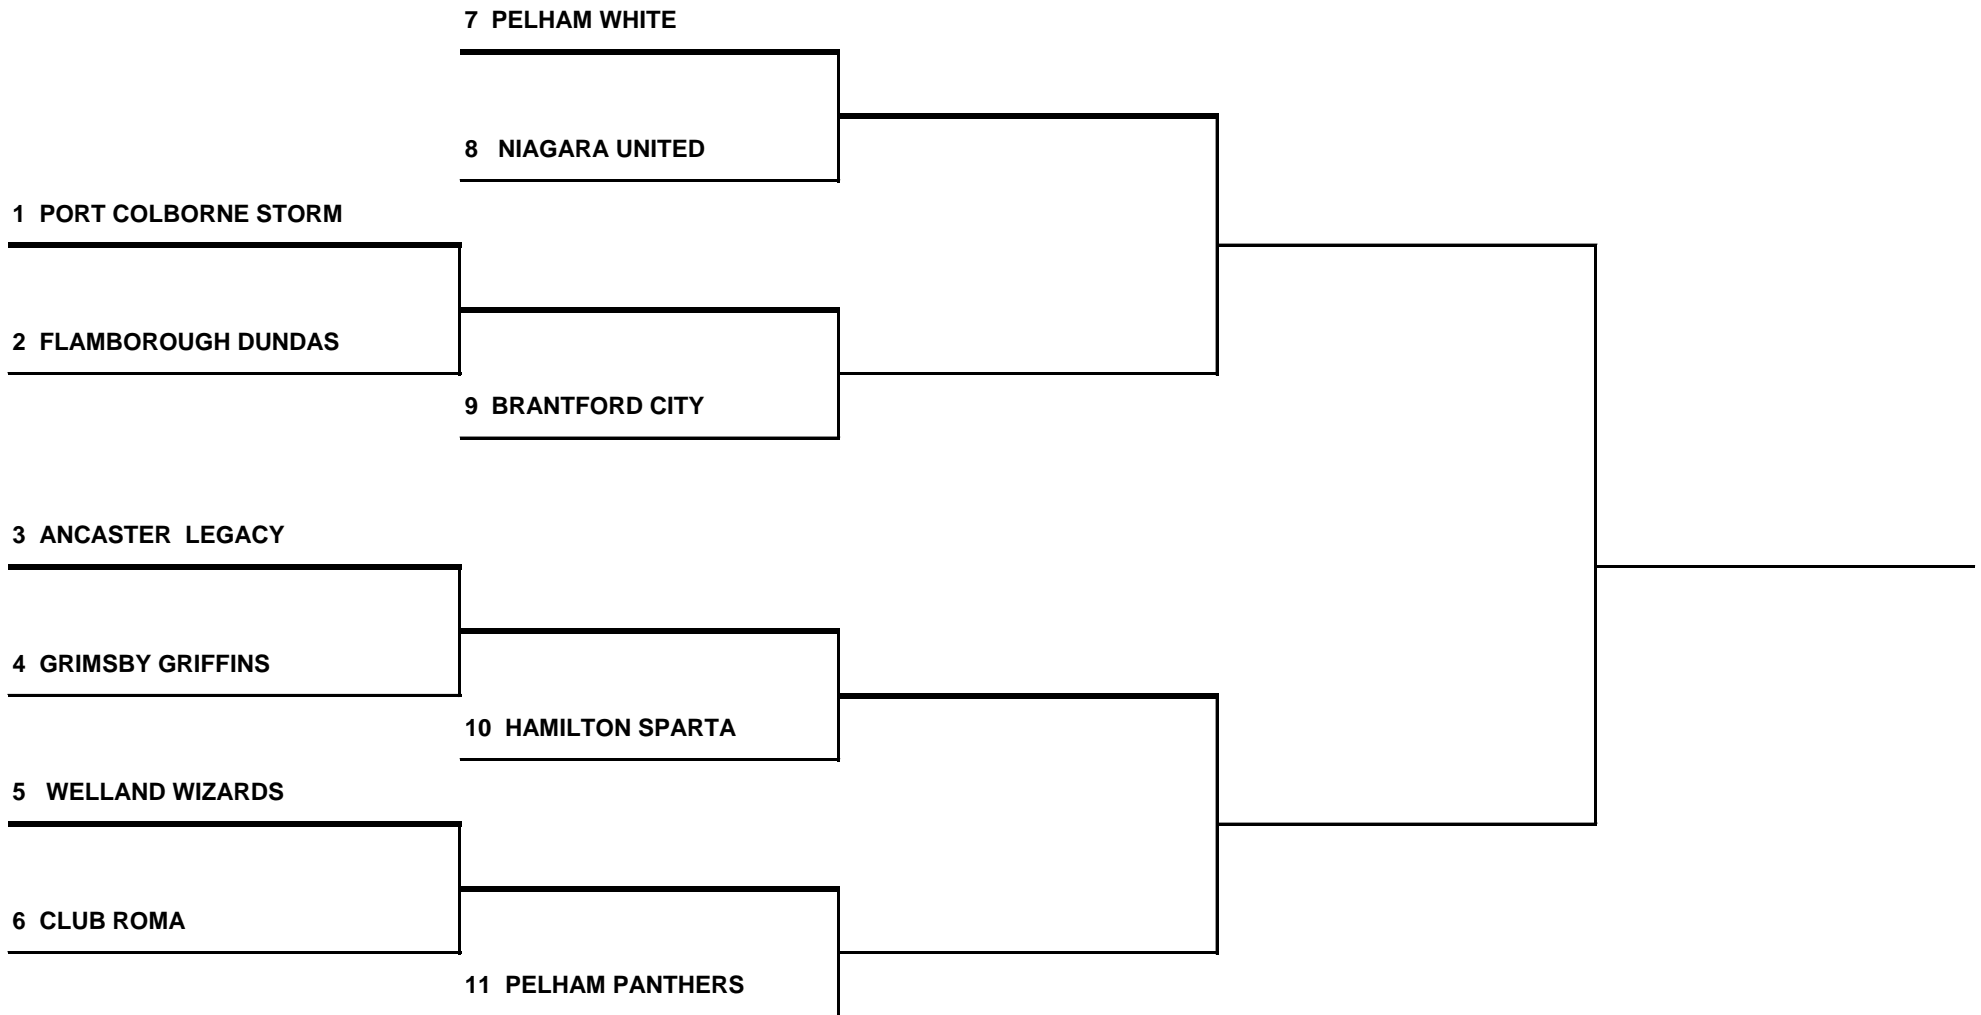 7 PELHAM WHITE
8 NIAGARA UNITED
1 PORT COLBORNE STORM
2 FLAMBOROUGH DUNDAS
9 BRANTFORD CITY
3 ANCASTER LEGACY
4 GRIMSBY GRIFFINS
10 HAMILTON SPARTA
5 WELLAND WIZARDS
6 CLUB ROMA
11 PELHAM PANTHERS